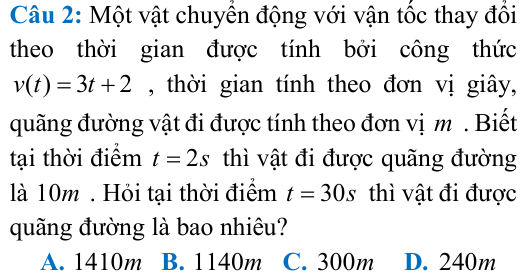 Câu 2: Một vật chuyển động với vận tốc thay đổi
theo thời gian được tính bởi công thức
v(t) = 3t + 2 , thời gian tính theo đơn vị giây,
quãng đường vật đi được tính theo đơn vị m . Biết
tại thời điểm t = 2s thì vật đi được quãng đường
là 10m . Hỏi tại thời điểm t = 30s thì vật đi được
quãng đường là bao nhiêu?
A. 1410m B. 1140m C. 300m D. 240m